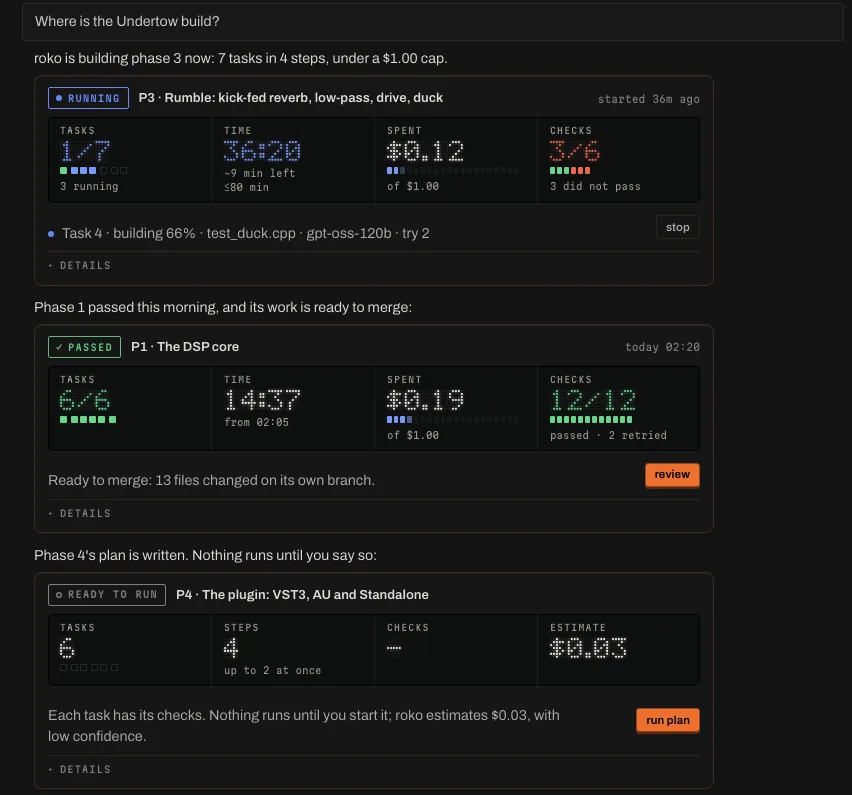 Where is the Undertow build?
roko is building phase 3 now: 7 tasks in 4 steps, under a $1.00 cap.
● RUNNING P3 · Rumble: kick-fed reverb, low-pass, drive, duck started 36m ago
TASKS TIME SPENT CHECKS
1/7 36:20 $0.12 3/6
~9 min left
3 running ≤80 min of $1.00 3 did not pass
● Task 4 · building 66% · test_duck.cpp · gpt-oss-120b · try 2 stop
DETAILS
Phase 1 passed this morning, and its work is ready to merge:
✓ PASSED P1 · The DSP core today 02:20
TASKS TIME SPENT CHECKS
6/6 14:37 $0.19 12/12
from 02:05 of $1.00 passed · 2 retried
Ready to merge: 13 files changed on its own branch. review
DETAILS
Phase 4's plan is written. Nothing runs until you say so:
○ READY TO RUN P4 · The plugin: VST3, AU and Standalone
TASKS STEPS CHECKS ESTIMATE
6 4 — $0.03
up to 2 at once
Each task has its checks. Nothing runs until you start it; roko estimates $0.03, with
low confidence. run plan
DETAILS